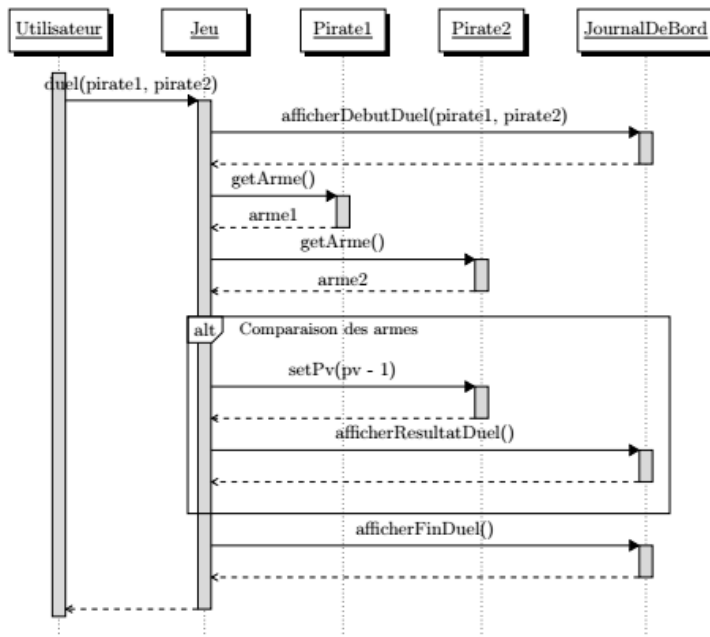 Utilisateur Jeu Pirate1 Pirate2 JournalDeBord
duel(pirate1, pirate2)
afficherDebutDuel(pirate1, pirate2)
getArme()
arme1
getArme()
arme2
alt Comparaison des armes
setPv(pv - 1)
afficherResultatDuel()
afficherFinDuel()